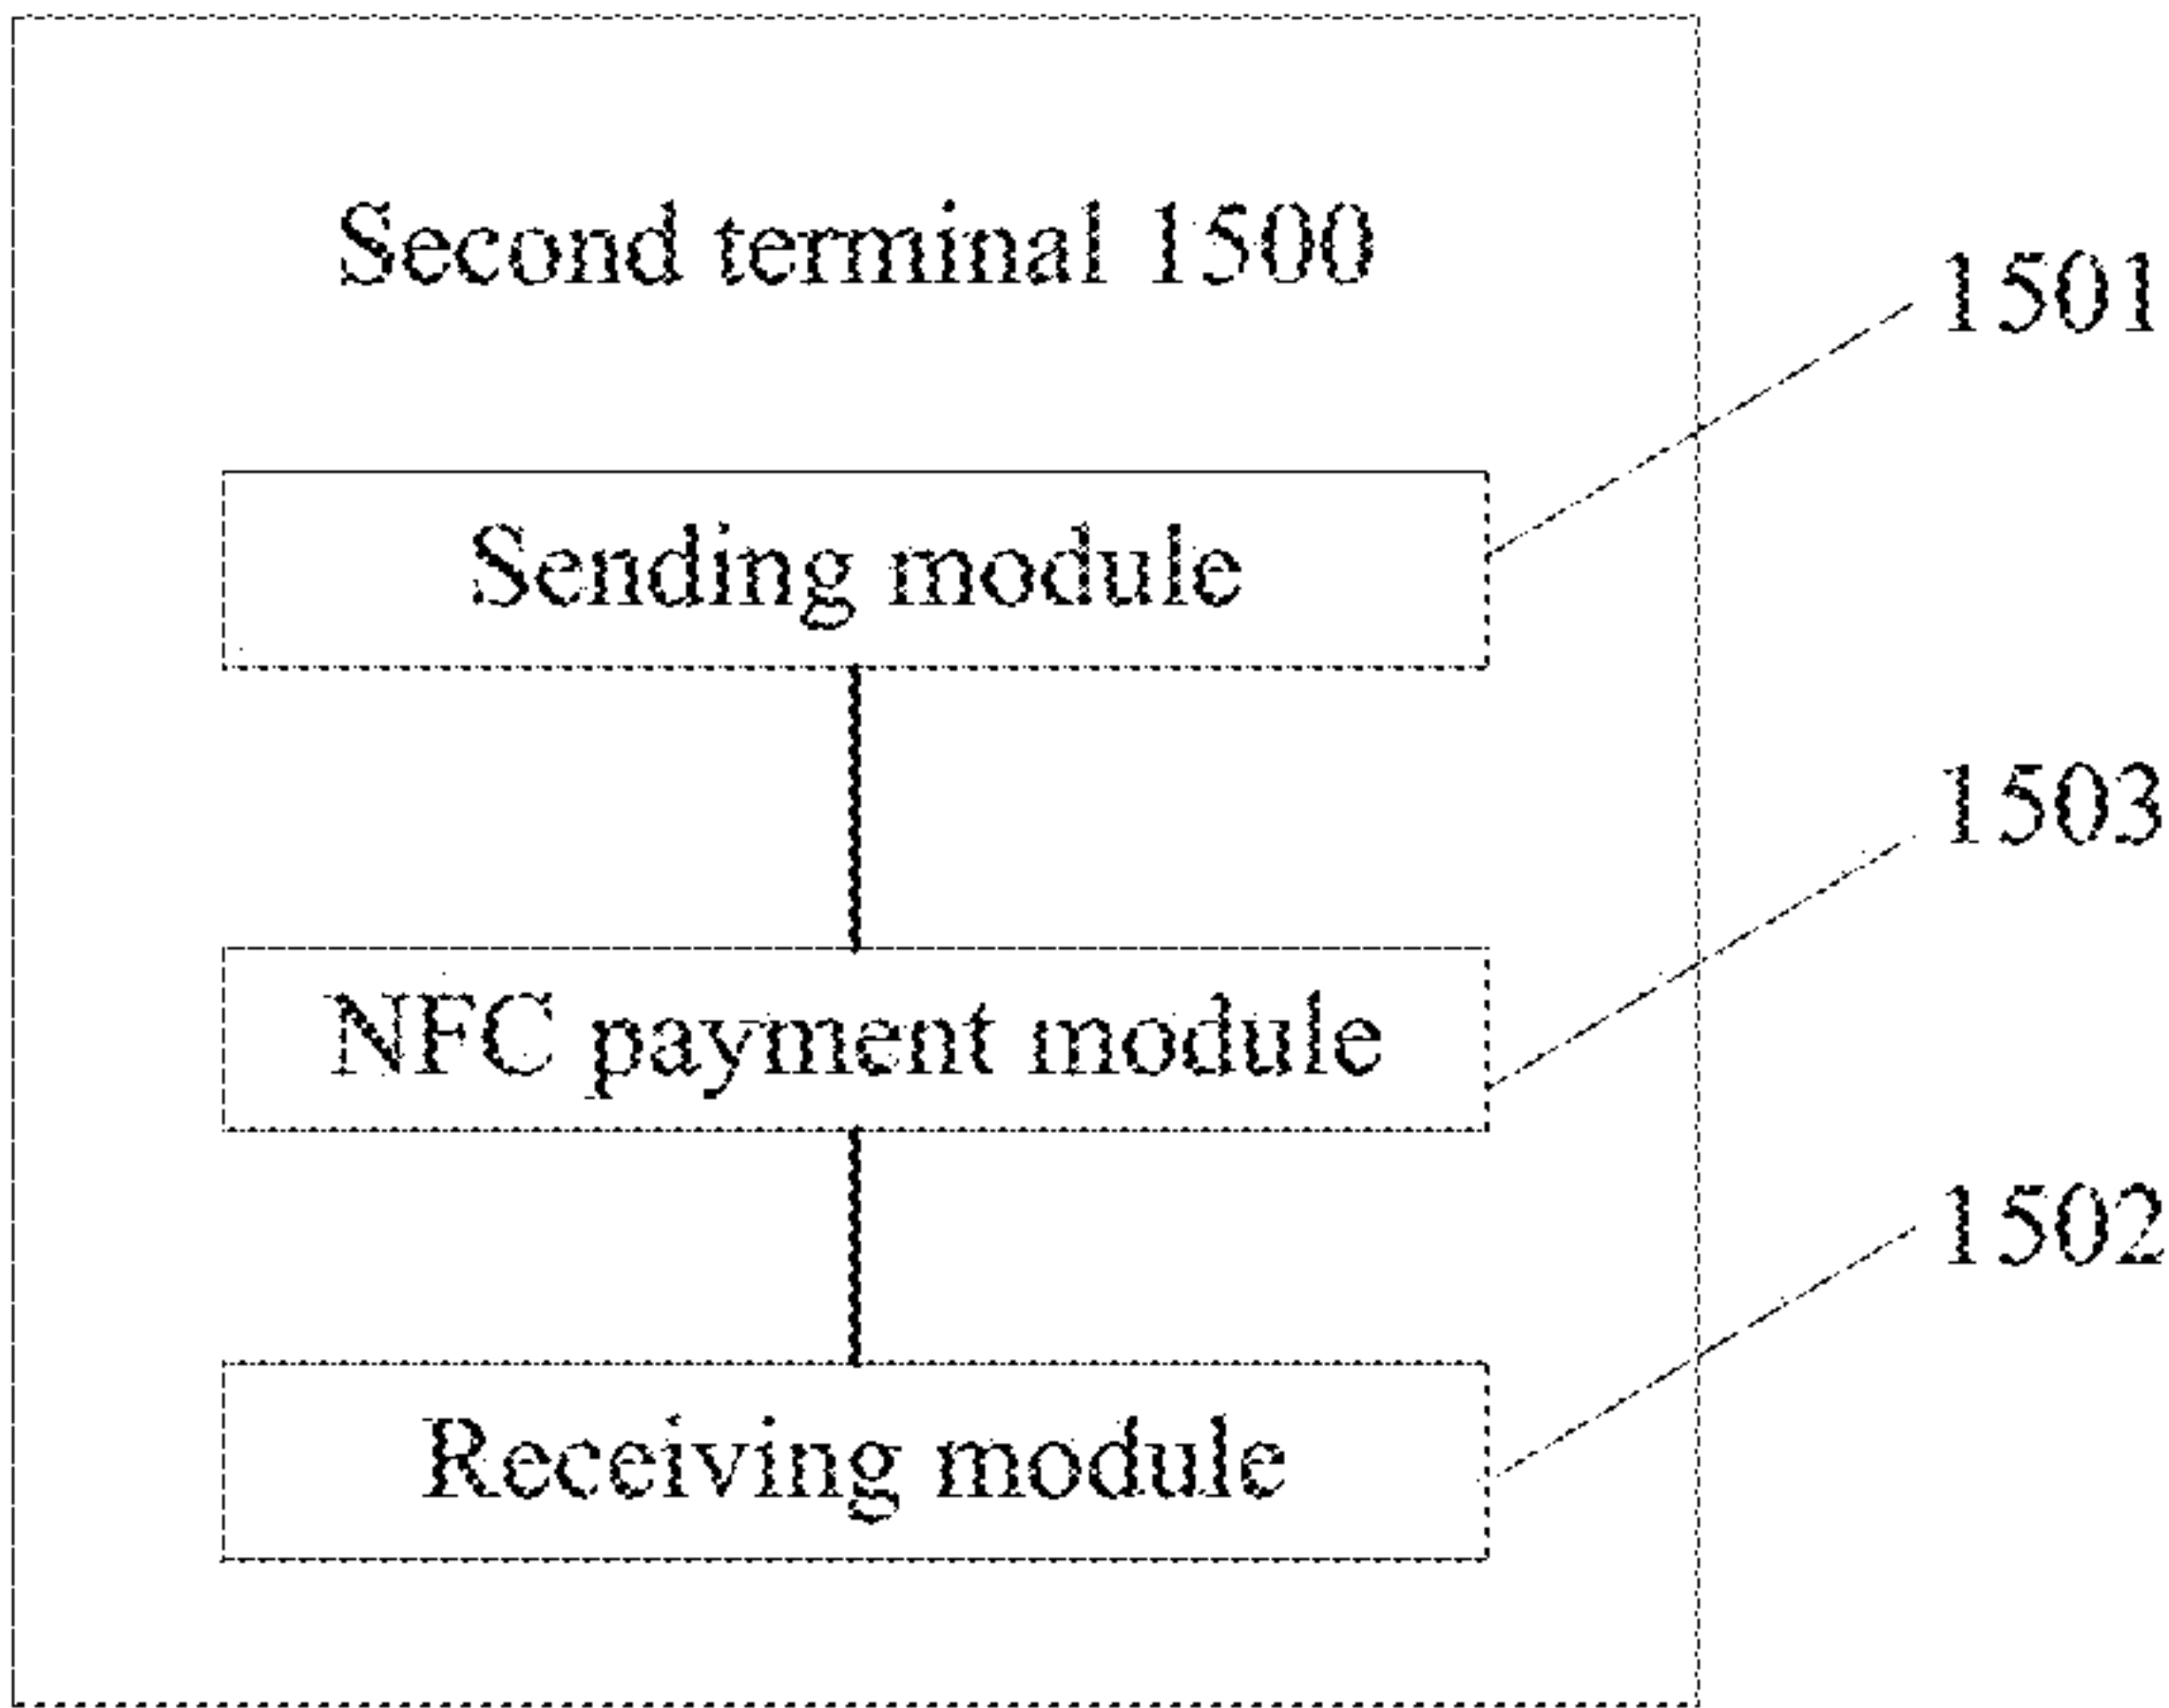 Second terminal 1500
1501
Sending module
1503
NFC payment module
1502
Receiving module